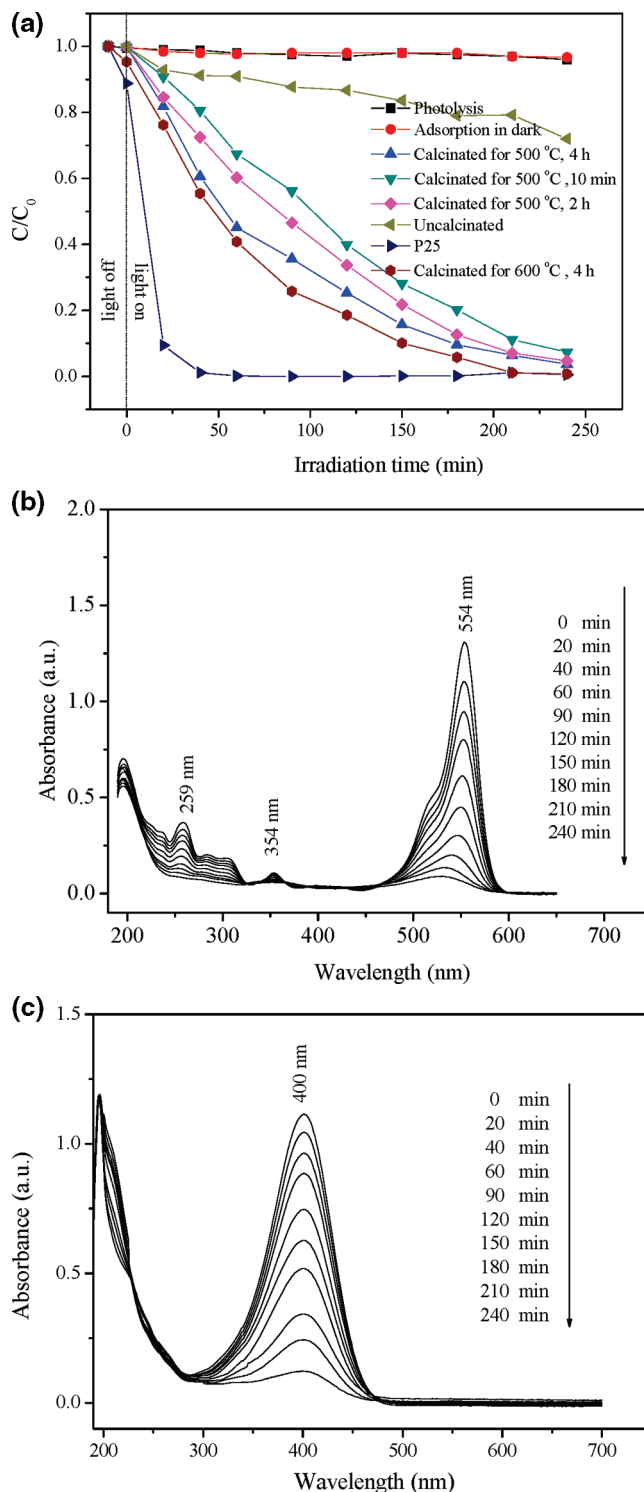 (a)
1.0
0.8
0.6
0.4
0.2
0.0
C/C0
light off
light on
Photolysis
Adsorption in dark
Calcinated for 500 °C, 4 h
Calcinated for 500 °C ,10 min
Calcinated for 500 °C, 2 h
Uncalcinated
P25
Calcinated for 600 °C, 4 h
0 50 100 150 200 250
Irradiation time (min)
(b)
2.0
1.5
1.0
0.5
0.0
Absorbance (a.u.)
259 nm
354 nm
554 nm
0 min
20 min
40 min
60 min
90 min
120 min
150 min
180 min
210 min
240 min
200 300 400 500 600 700
Wavelength (nm)
(c)
1.5
1.0
0.5
0.0
Absorbance (a.u.)
400 nm
0 min
20 min
40 min
60 min
90 min
120 min
150 min
180 min
210 min
240 min
200 300 400 500 600 700
Wavelength (nm)